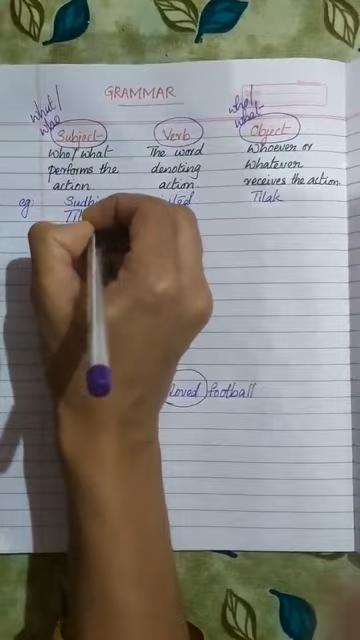 GRAMMAR
what/ who
who/ what
Subject Verb Object
who/what The word Whoever or
performs the denoting whatever
action. action. receives the action.
eg: Tilak
loved football